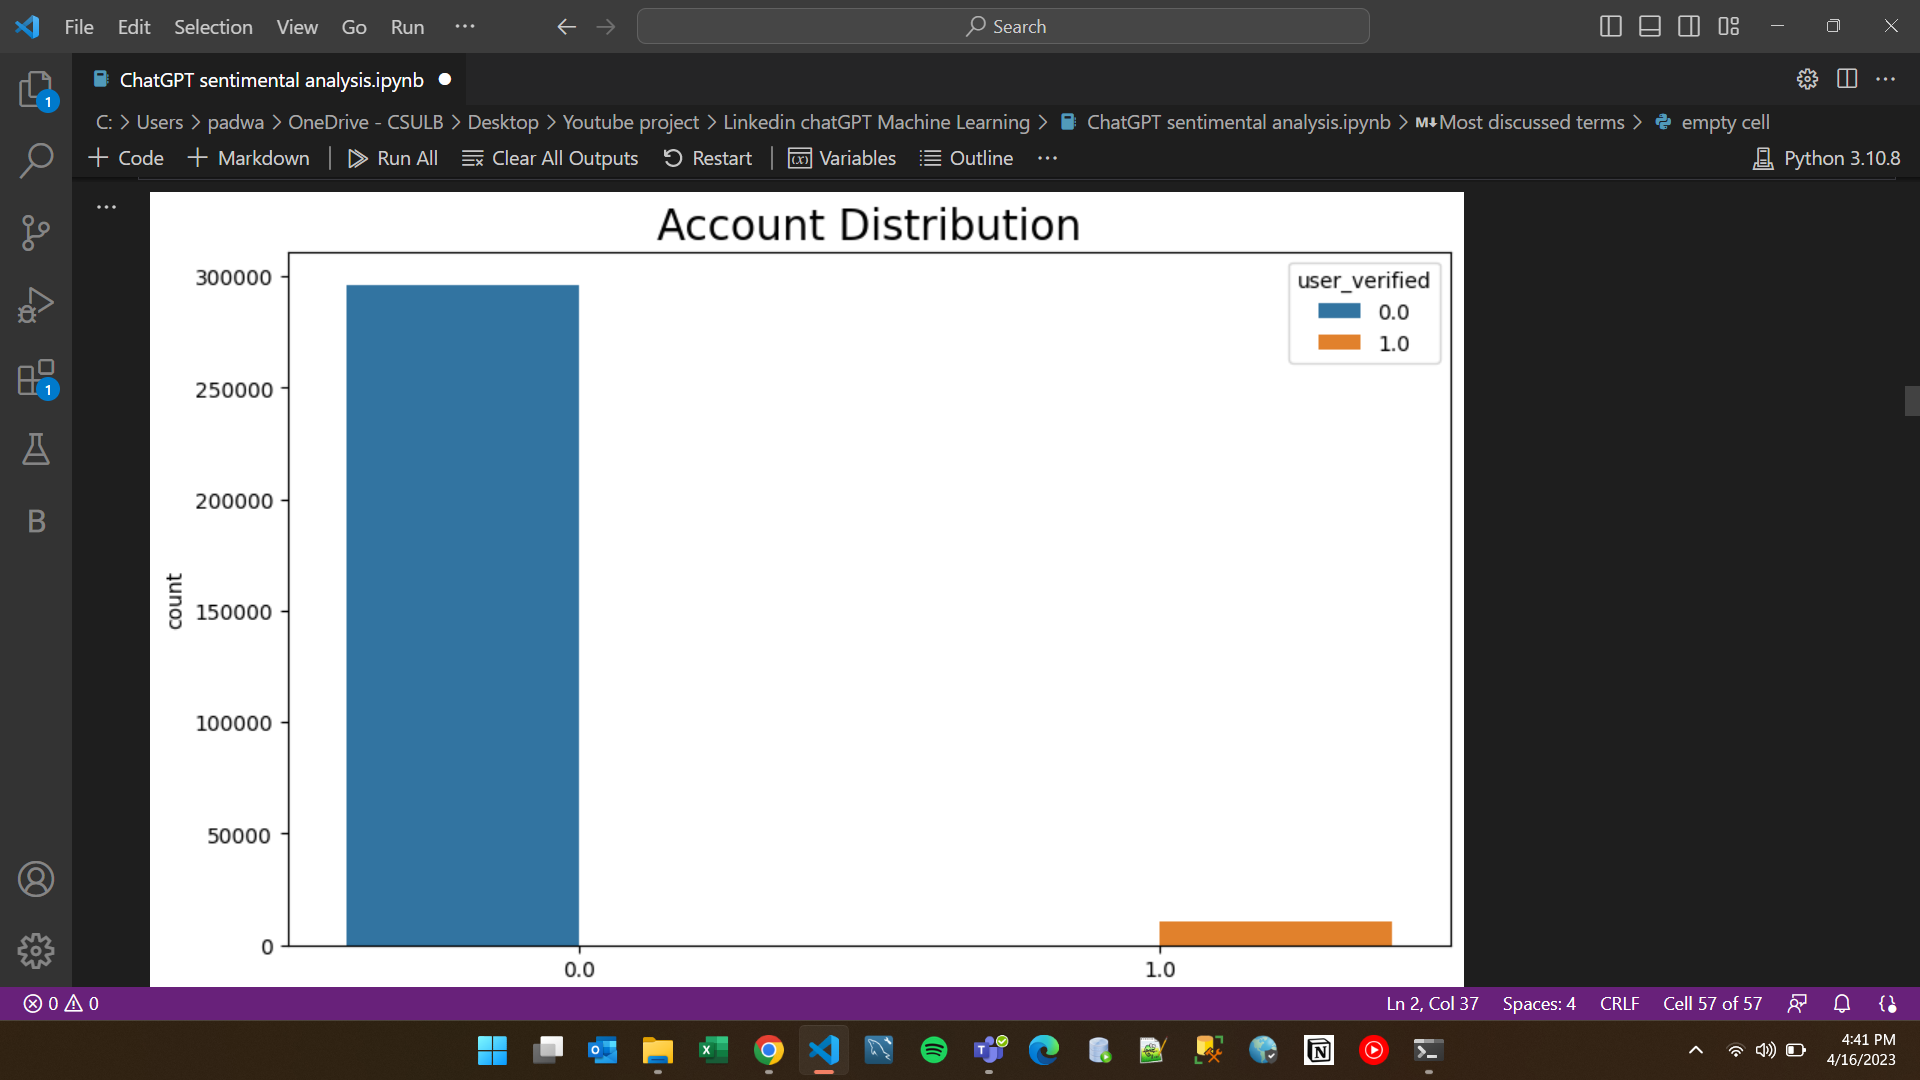 File Edit Selection View Go Run ··· Search
ChatGPT sentimental analysis.ipynb
C: > Users > padwa > OneDrive - CSULB > Desktop > Youtube project > Linkedin chatGPT Machine Learning > ChatGPT sentimental analysis.ipynb > M↓Most discussed terms > empty cell
+ Code + Markdown | Run All Clear All Outputs Restart | Variables Outline ··· Python 3.10.8
1
1
B
Account Distribution
user_verified
0.0
1.0
300000
250000
200000
150000
100000
50000
0
count
0.0 1.0
0 0 Ln 2, Col 37 Spaces: 4 CRLF Cell 57 of 57
4:41 PM
4/16/2023